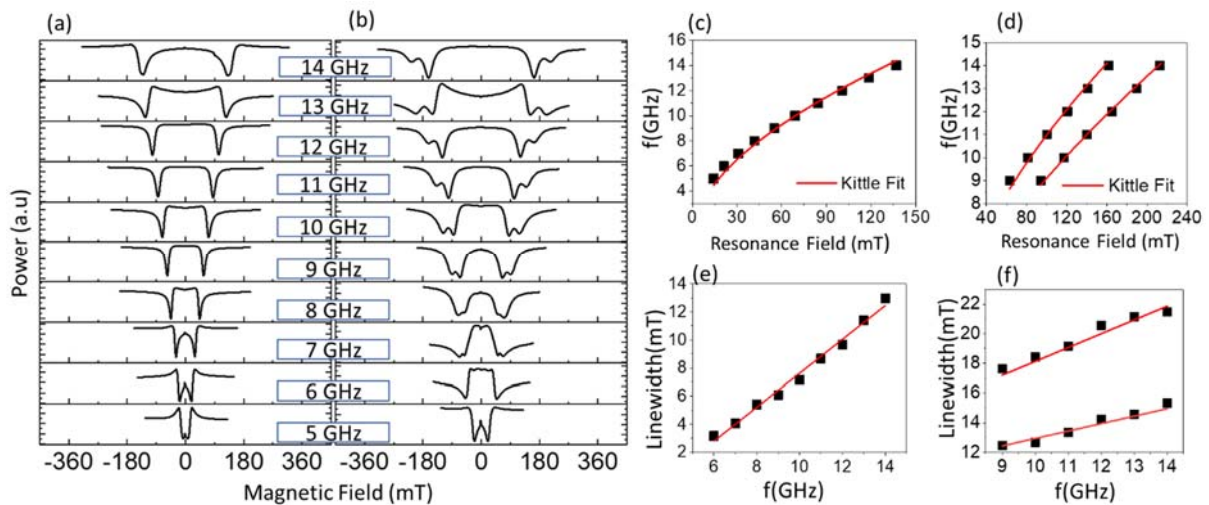 (a)
(b)
14 GHz
13 GHz
12 GHz
11 GHz
10 GHz
9 GHz
8 GHz
7 GHz
6 GHz
5 GHz
Power (a.u)
-360 -180 0 180 360 -360 -180 0 180 360
Magnetic Field (mT)
(c)
f(GHz)
16
14
12
10
8
6
4
Kittle Fit
0 30 60 90 120 150
Resonance Field (mT)
(d)
f(GHz)
15
14
13
12
11
10
9
8
Kittle Fit
40 80 120 160 200 240
Resonance Field (mT)
(e)
Linewidth(mT)
14
12
10
8
6
4
2
6 8 10 12 14
f(GHz)
(f)
Linewidth(mT)
22
20
18
16
14
12
9 10 11 12 13 14
f(GHz)